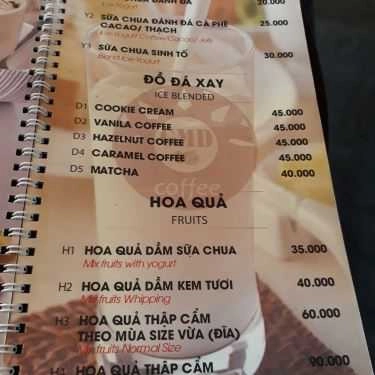 20.000
Y2 SỮA CHUA ĐÁNH ĐÁ CÀ PHÊ 25.000
CACAO/ THẠCH
Y3 SỮA CHUA SINH TỐ 30.000
ĐỒ ĐÁ XAY
ICE BLENDED
D1 COOKIE CREAM 45.000
D2 VANILA COFFEE 45.000
D3 HAZELNUT COFFEE 45.000
D4 CARAMEL COFFEE 45.000
D5 MATCHA 40.000
coffee
HOA QUẢ
FRUITS
H1 HOA QUẢ DẦM SỮA CHUA 35.000
Mix fruits with yogurt
H2 HOA QUẢ DẦM KEM TƯƠI 40.000
Mix fruits Whipping
H3 HOA QUẢ THẬP CẨM 60.000
THEO MÙA SIZE VỪA (ĐĨA)
Mix fruits Normal Size
HOA QUẢ THẬP CẨM 90.000